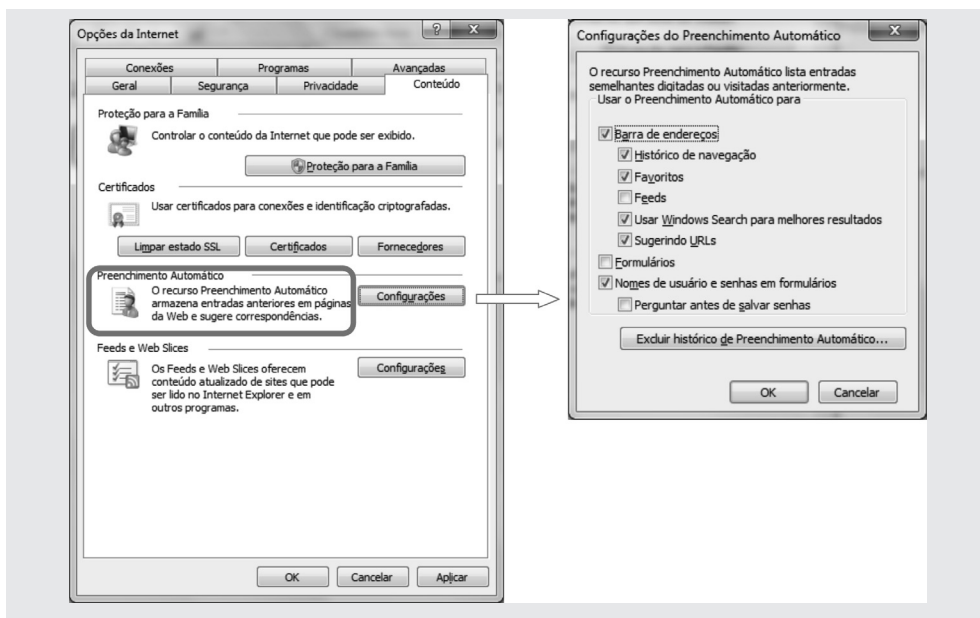 Opções da Internet
Conexões Programas Avançadas
Geral Segurança Privacidade Conteúdo
Proteção para a Família
Controlar o conteúdo da Internet que pode ser exibido.
Proteção para a Família
Certificados
Usar certificados para conexões e identificação criptografadas.
Limpar estado SSL Certificados Fornecedores
Preenchimento Automático
O recurso Preenchimento Automático
armazena entradas anteriores em páginas
da Web e sugere correspondências.
Configurações
Feeds e Web Slices
Os Feeds e Web Slices oferecem
conteúdo atualizado de sites que pode
ser lido no Internet Explorer e em
outros programas.
Configurações
OK Cancelar Aplicar
Configurações do Preenchimento Automático
O recurso Preenchimento Automático lista entradas
semelhantes digitadas ou visitadas anteriormente.
Usar o Preenchimento Automático para
Barra de endereços
Histórico de navegação
Favoritos
Feeds
Usar Windows Search para melhores resultados
Sugerindo URLs
Formulários
Nomes de usuário e senhas em formulários
Perguntar antes de salvar senhas
Excluir histórico de Preenchimento Automático...
OK Cancelar